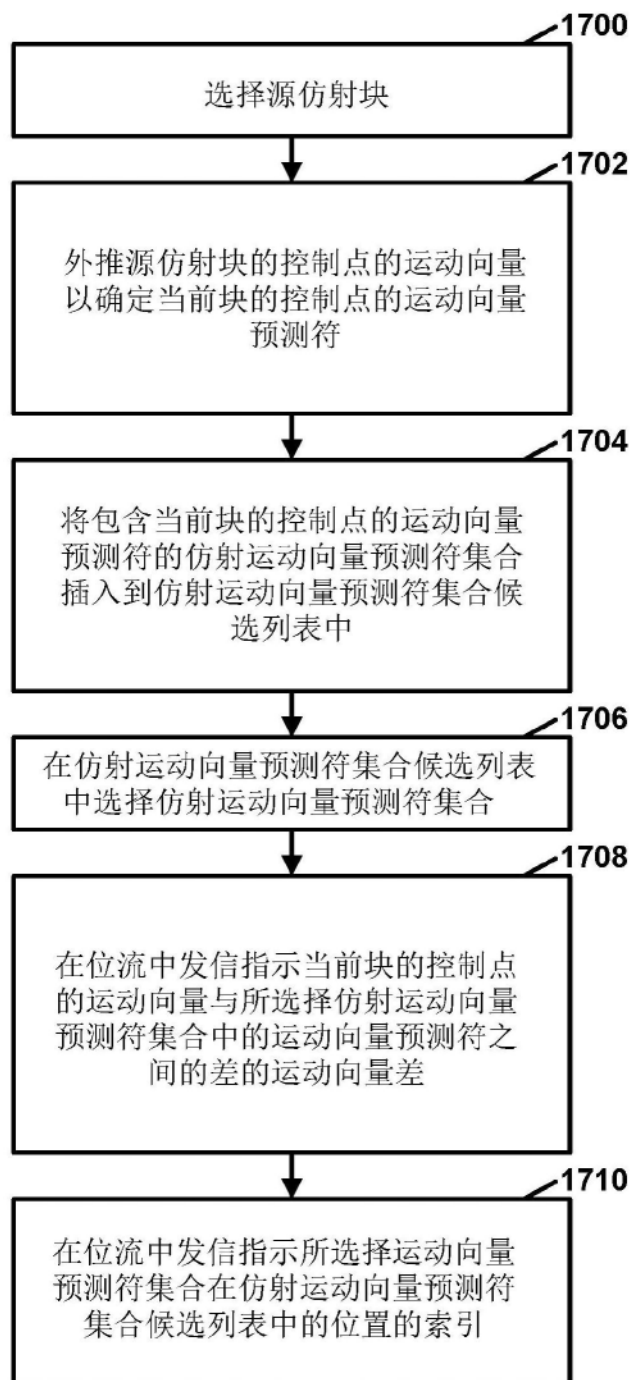 1700
选择源仿射块
1702
外推源仿射块的控制点的运动向量
以确定当前块的控制点的运动向量
预测符
1704
将包含当前块的控制点的运动向量
预测符的仿射运动向量预测符集合
插入到仿射运动向量预测符集合候
选列表中
1706
在仿射运动向量预测符集合候选列表
中选择仿射运动向量预测符集合
1708
在位流中发信指示当前块的控制点
的运动向量与所选择仿射运动向量
预测符集合中的运动向量预测符之
间的差的运动向量差
1710
在位流中发信指示所选择运动向量
预测符集合在仿射运动向量预测符
集合候选列表中的位置的索引